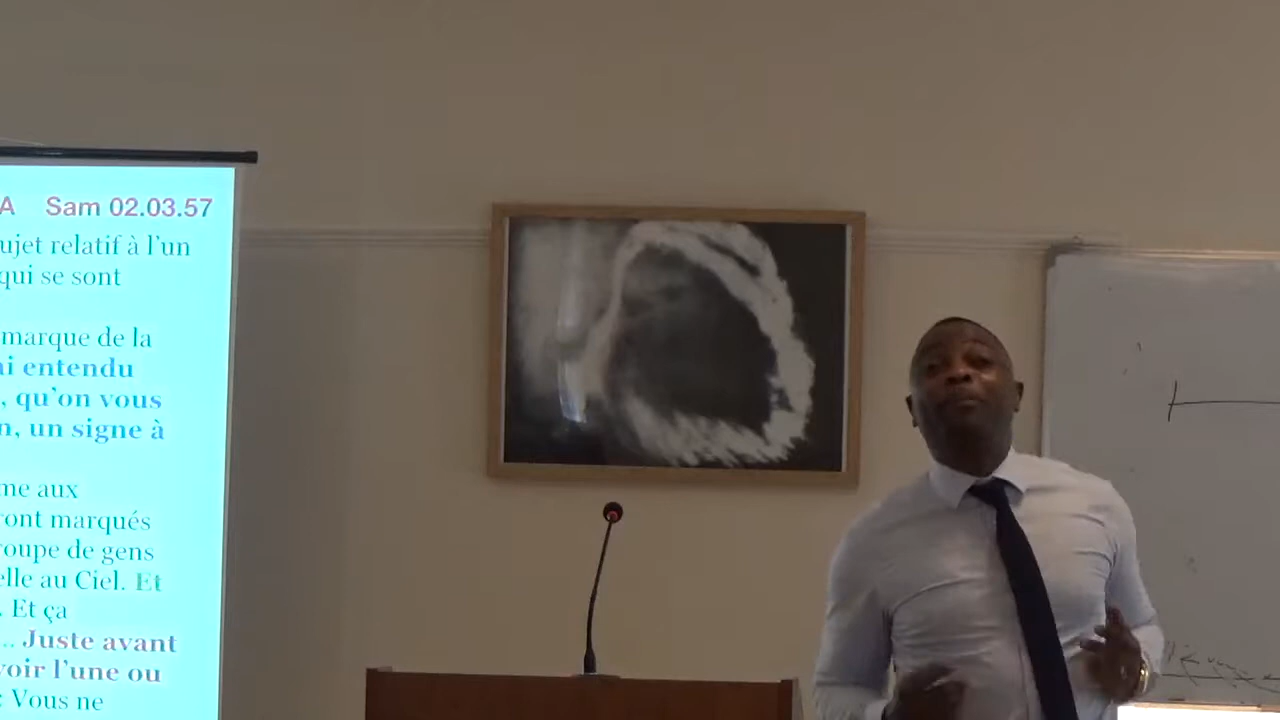 A Sam 02.03.57
ujet relatif à l'un
qui se sont
marque de la
ai entendu
, qu'on vous
n, un signe à
me aux
ront marqués
roupe de gens
elle au Ciel. Et
. Et ça
... Juste avant
voir l'une ou
: Vous ne